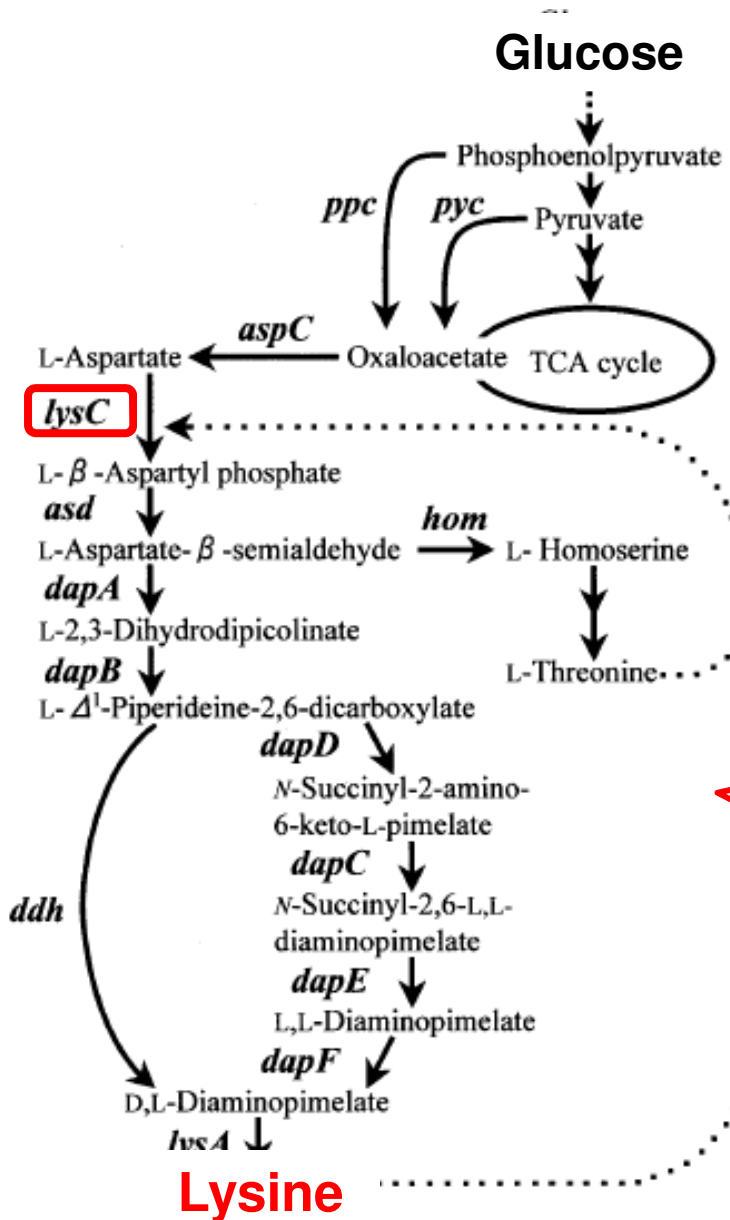 Glucose
Phosphoenolpyruvate
ppc
pyc
Pyruvate
aspC
L-Aspartate
Oxaloacetate
TCA cycle
lysC
L-β-Aspartyl phosphate
asd
hom
L-Aspartate-β-semialdehyde
L- Homoserine
dapA
L-2,3-Dihydrodipicolinate
dapB
L-Threonine
L-Δ¹-Piperideine-2,6-dicarboxylate
dapD
N-Succinyl-2-amino-
6-keto-L-pimelate
dapC
ddh
N-Succinyl-2,6-L,L-
diaminopimelate
dapE
L,L-Diaminopimelate
dapF
D,L-Diaminopimelate
lysA
Lysine